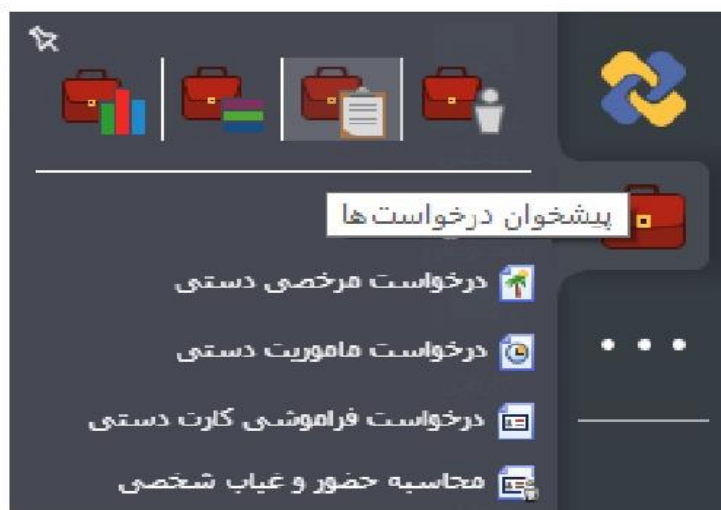 پیشخوان درخواست‌ها
درخواست مرخصی دستی
درخواست ماموریت دستی
درخواست فراموشی کارت دستی
محاسبه حضور و غیاب شخصی